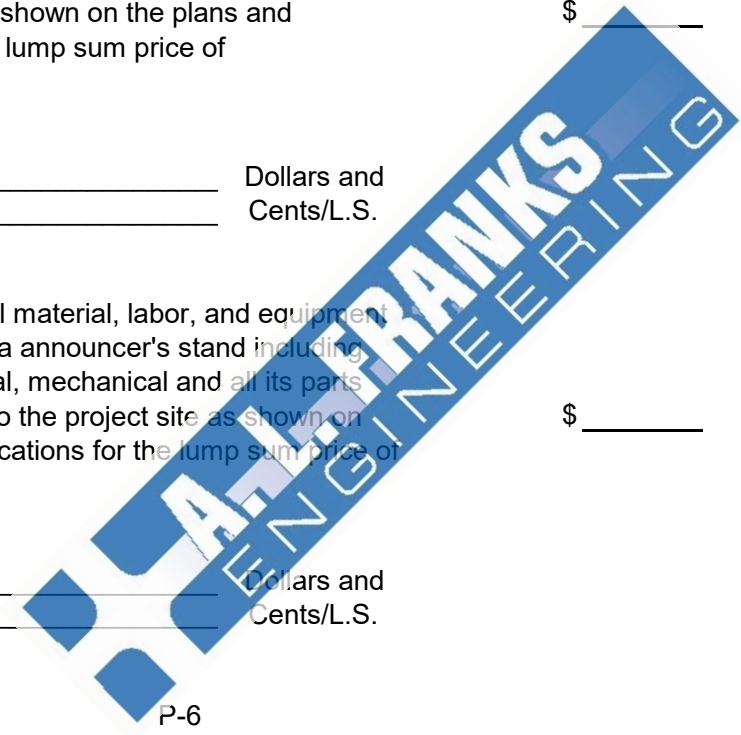 shown on the plans and $
lump sum price of
Dollars and
Cents/L.S.
l material, labor, and equipment
a announcer's stand including
al, mechanical and all its parts
o the project site as shown on $
cations for the lump sum price of
Dollars and
Cents/L.S.
P-6
A. L. FRANKS
ENGINEERING